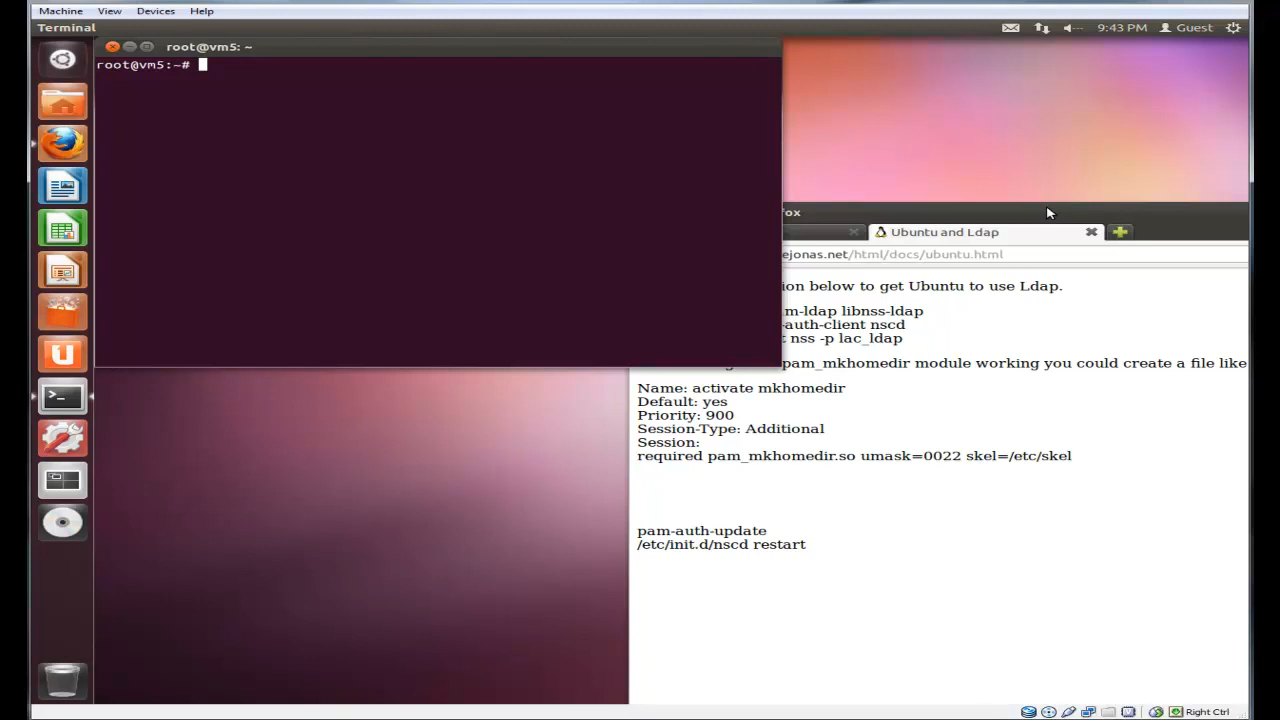 Machine View Devices Help
Terminal 9:43 PM Guest
root@vm5: ~
root@vm5:~#
Ubuntu and Ldap
ejonas.net/html/docs/ubuntu.html
ion below to get Ubuntu to use Ldap.
m-ldap libnss-ldap
-auth-client nscd
t nss -p lac_ldap
pam_mkhomedir module working you could create a file like
Name: activate mkhomedir
Default: yes
Priority: 900
Session-Type: Additional
Session:
required pam_mkhomedir.so umask=0022 skel=/etc/skel
pam-auth-update
/etc/init.d/nscd restart
Right Ctrl